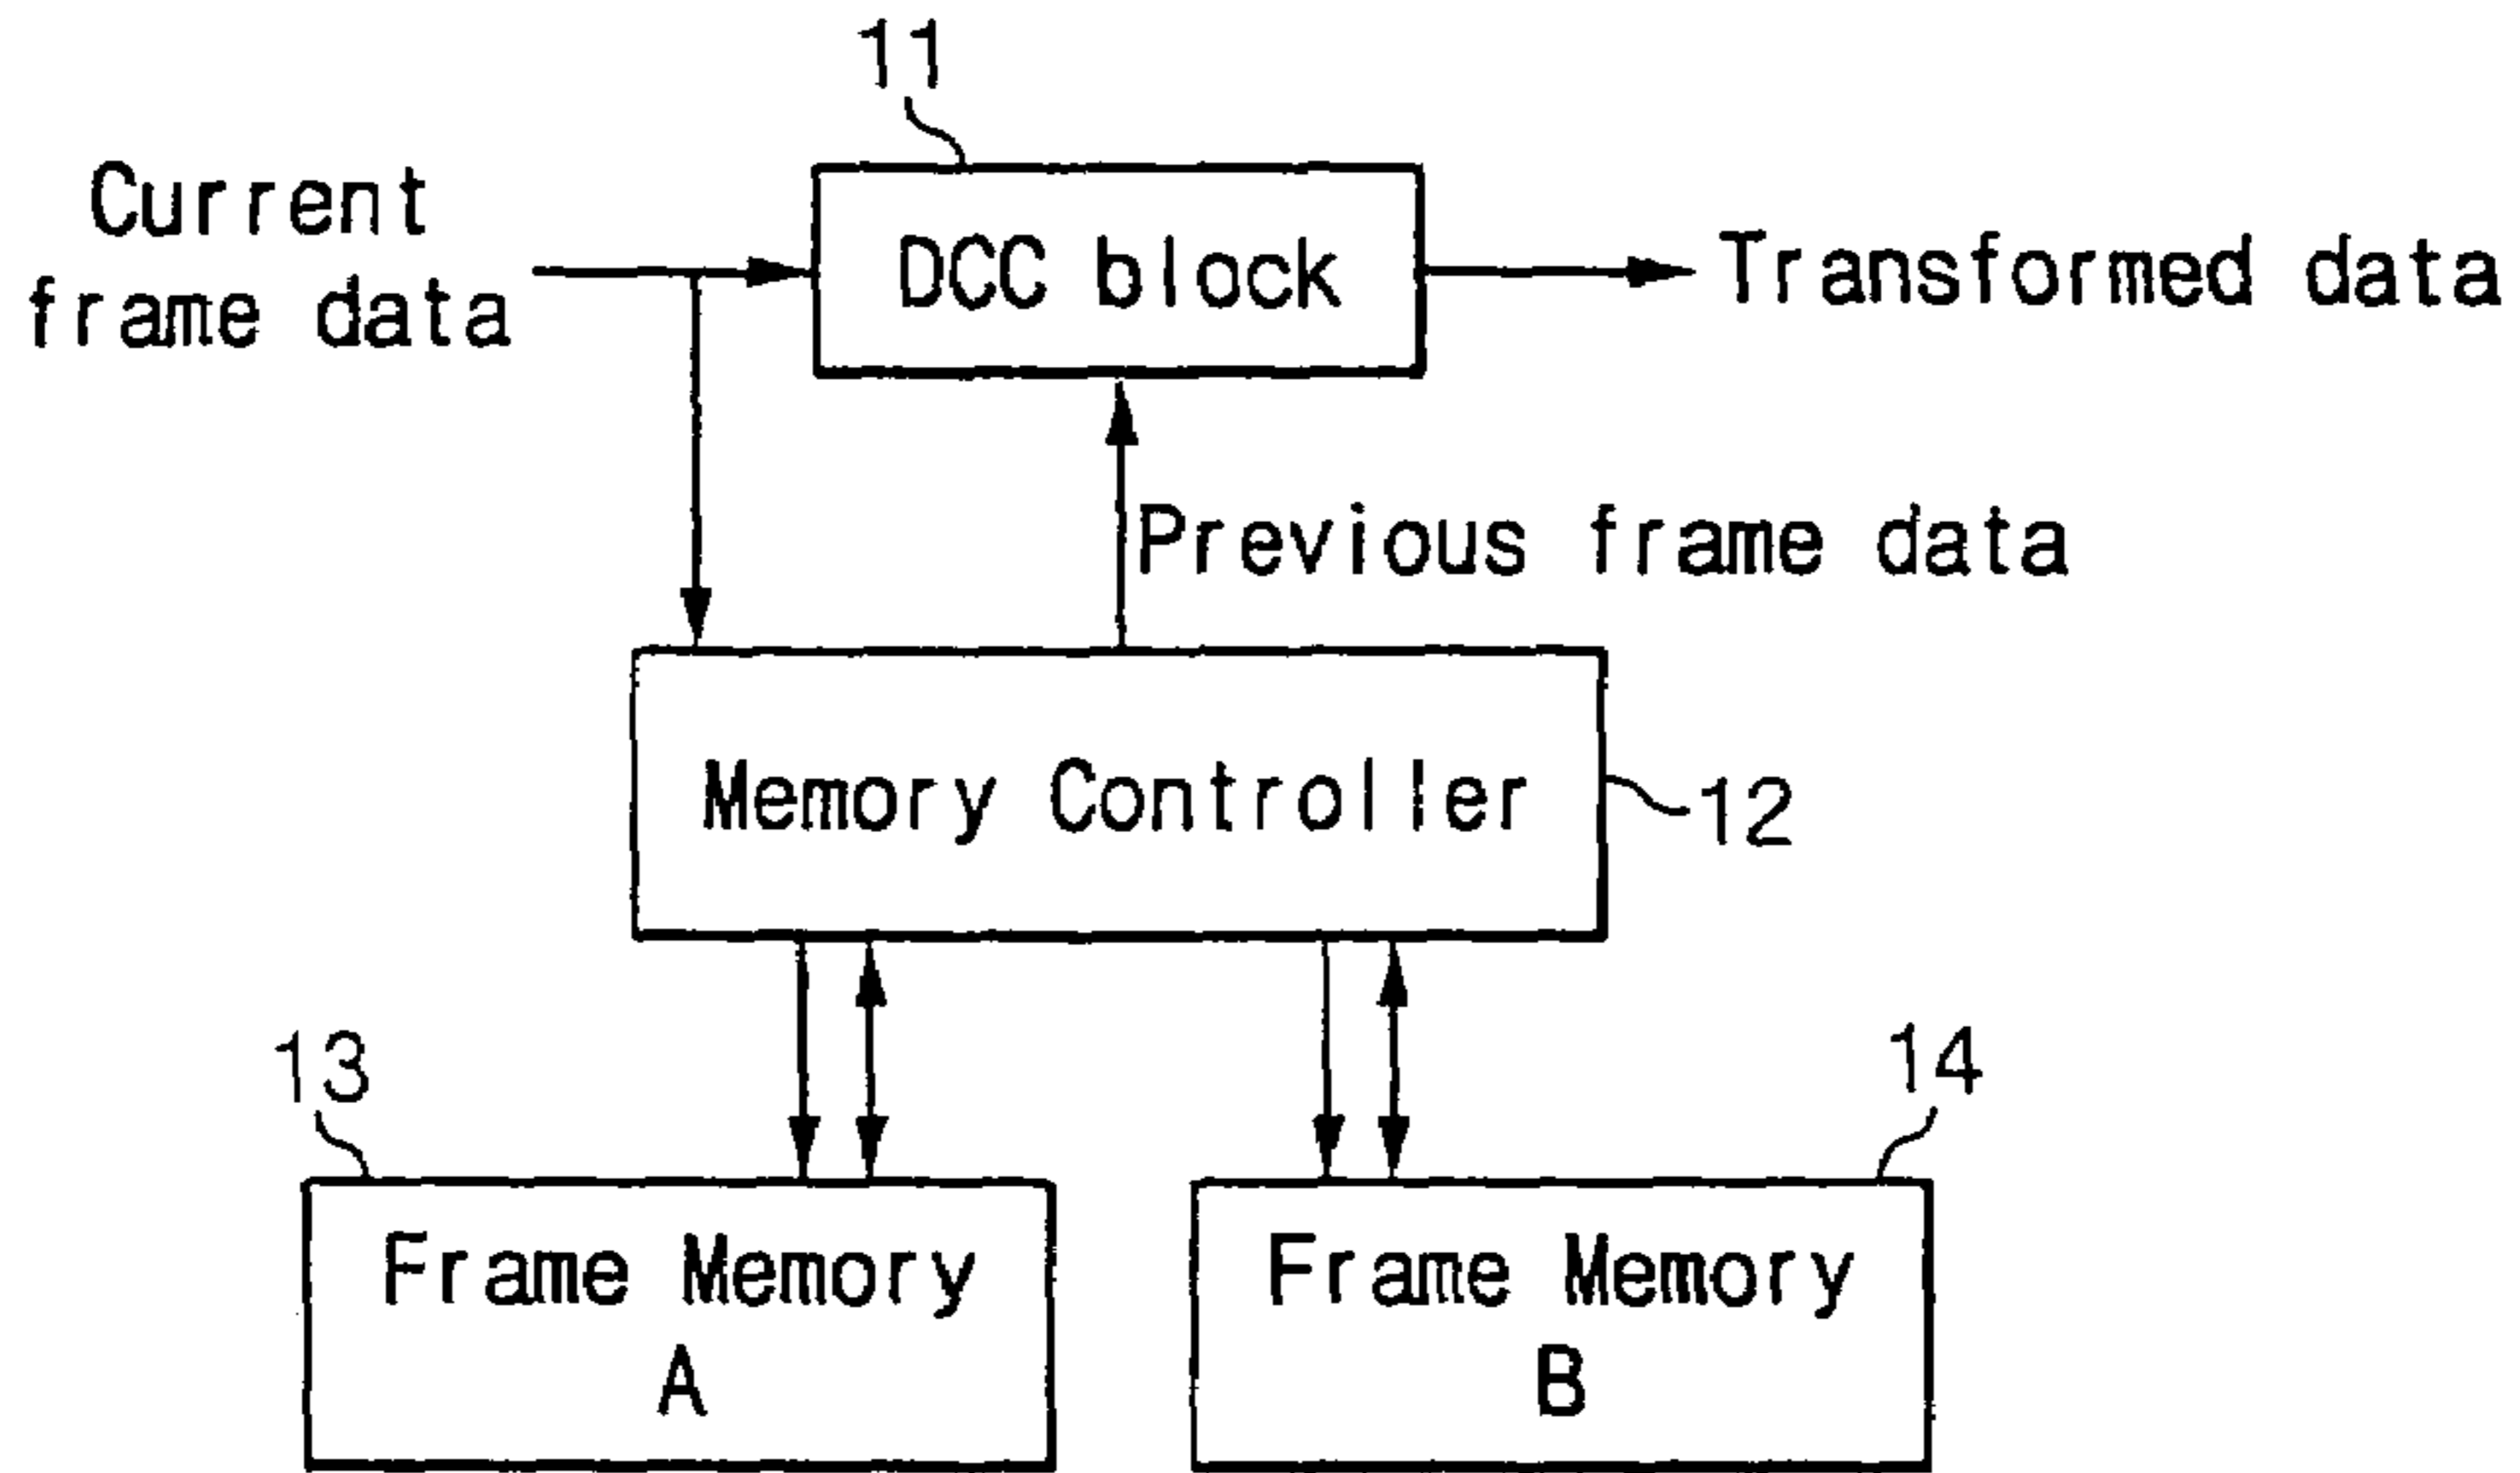 11
Current
frame data
DCC block
Transformed data
Previous frame data
Memory Controller
12
13
14
Frame Memory
A
Frame Memory
B